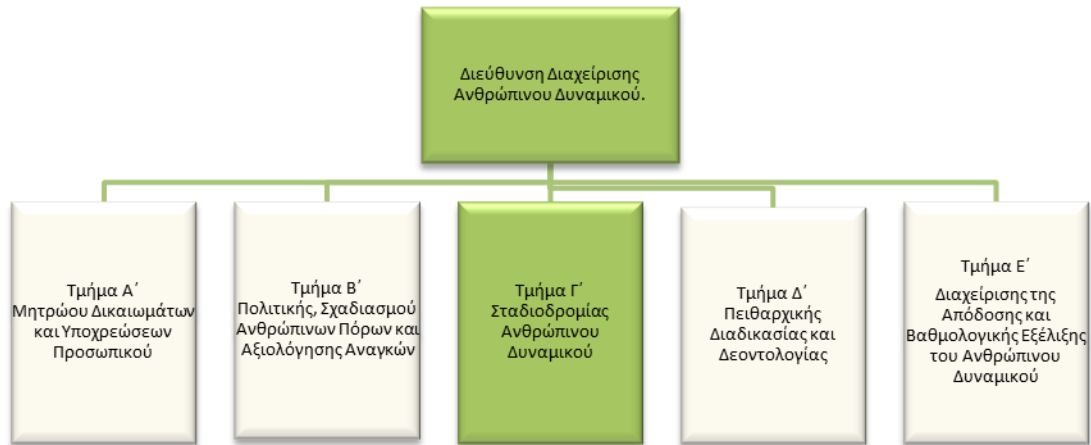 Διεύθυνση Διαχείρισης
Ανθρώπινου Δυναμικού.
Τμήμα Α΄
Μητρώου Δικαιωμάτων
και Υποχρεώσεων
Προσωπικού
Τμήμα Β΄
Πολιτικής, Σχαδιασμού
Ανθρώπινων Πόρων και
Αξιολόγησης Αναγκών
Τμήμα Γ΄
Σταδιοδρομίας
Ανθρώπινου
Δυναμικού
Τμήμα Δ΄
Πειθαρχικής
Διαδικασίας και
Δεοντολογίας
Τμήμα Ε΄
Διαχείρισης της
Απόδοσης και
Βαθμολογικής Εξέλιξης
του Ανθρώπινου
Δυναμικού